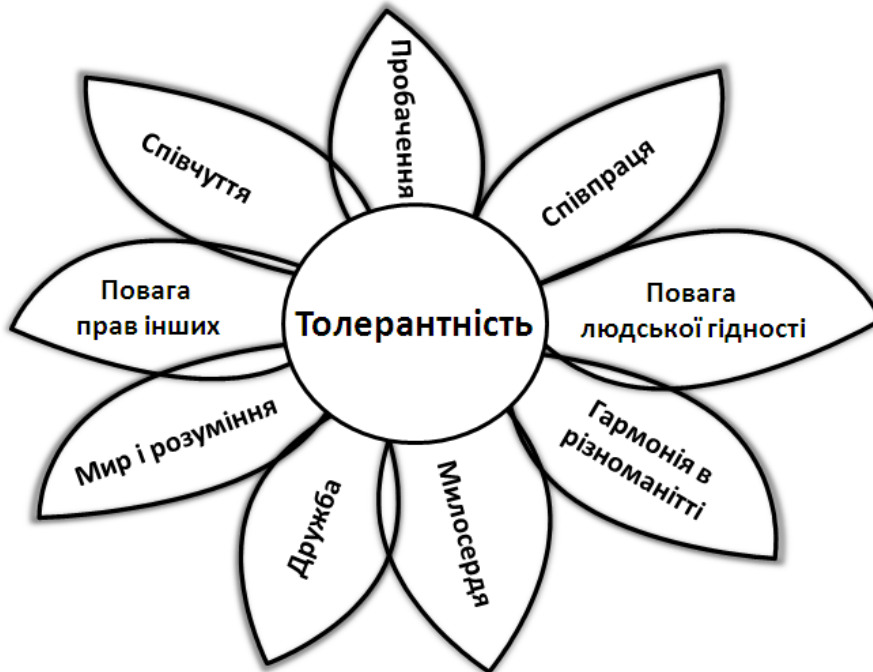 Пробачення
Співпраця
Повага
людської гідності
Гармонія в
різноманітті
Милосердя
Дружба
Мир і розуміння
Повага
прав інших
Співчуття
Толерантність